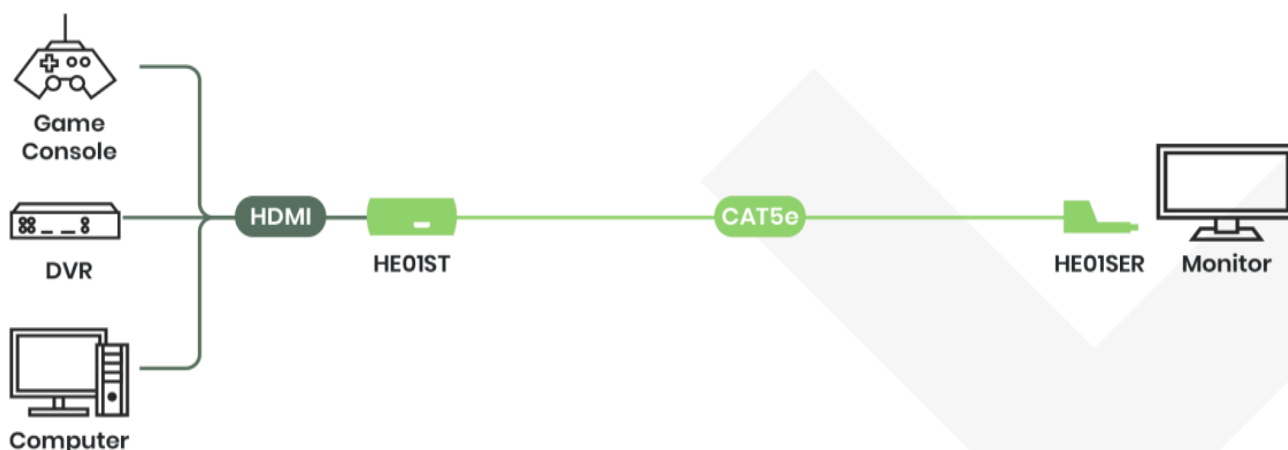 Game
Console
HDMI
CAT5e
DVR
HE01ST
HE01SER
Monitor
Computer